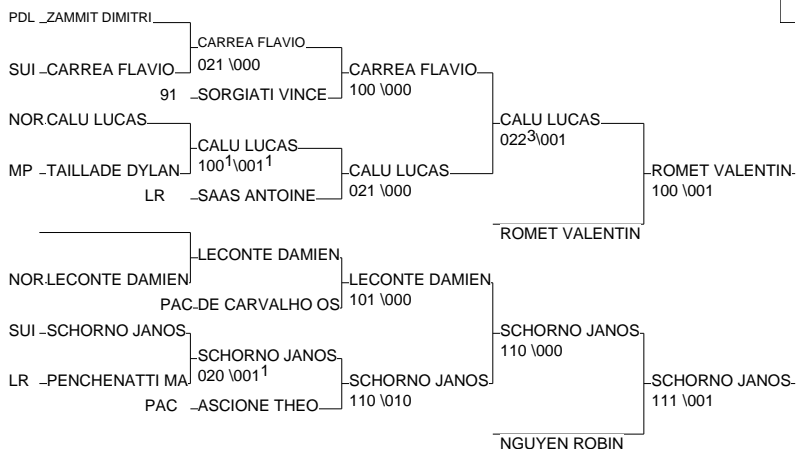 PDL ZAMMIT DIMITRI
CARREA FLAVIO
021 \000
SUI CARREA FLAVIO
CARREA FLAVIO
100 \000
91 SORGIATI VINCE
NOR CALU LUCAS
CALU LUCAS
022³\001
CALU LUCAS
100¹\001¹
MP TAILLADE DYLAN
CALU LUCAS
021 \000
ROMET VALENTIN
100 \001
LR SAAS ANTOINE
ROMET VALENTIN
LECONTE DAMIEN
NOR LECONTE DAMIEN
LECONTE DAMIEN
101 \000
PAC DE CARVALHO OS
SUI SCHORNO JANOS
SCHORNO JANOS
110 \000
SCHORNO JANOS
020 \001¹
LR PENCHENATTI MA
SCHORNO JANOS
110 \010
SCHORNO JANOS
111 \001
PAC ASCIONE THEO
NGUYEN ROBIN